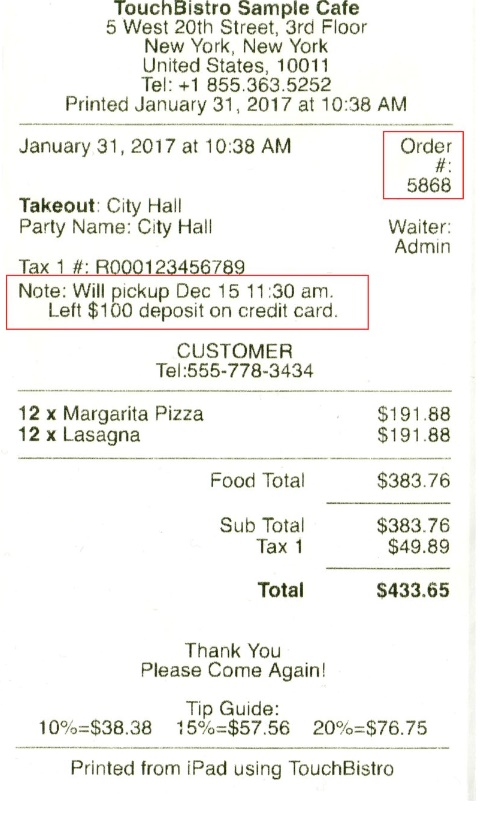 TouchBistro Sample Cafe
5 West 20th Street, 3rd Floor
New York, New York
United States, 10011
Tel: +1 855.363.5252
Printed January 31, 2017 at 10:38 AM
January 31, 2017 at 10:38 AM Order
#:
5868
Takeout: City Hall
Party Name: City Hall Waiter:
Admin
Tax 1 #: R000123456789
Note: Will pickup Dec 15 11:30 am.
Left $100 deposit on credit card.
CUSTOMER
Tel:555-778-3434
12 x Margarita Pizza $191.88
12 x Lasagna $191.88
Food Total $383.76
Sub Total $383.76
Tax 1 $49.89
Total $433.65
Thank You
Please Come Again!
Tip Guide:
10%=$38.38 15%=$57.56 20%=$76.75
Printed from iPad using TouchBistro